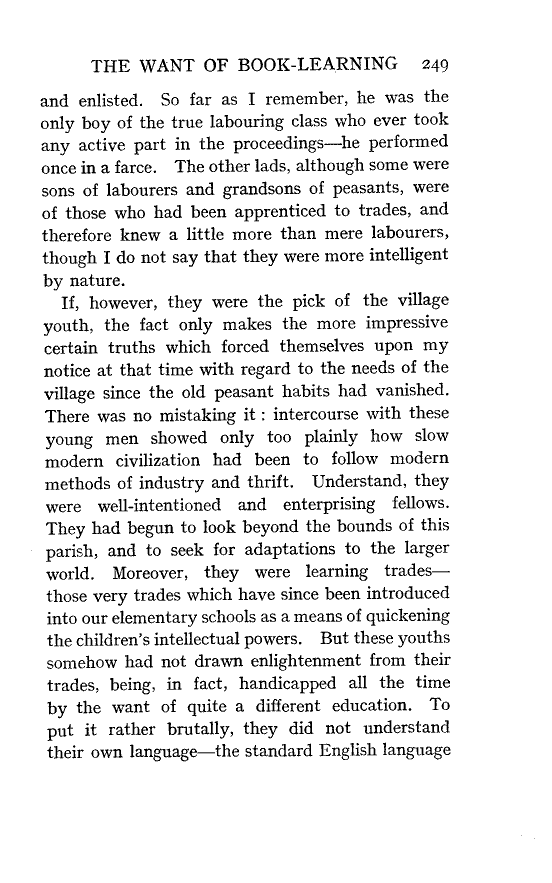 THE WANT OF BOOK-LEARNING 249
and enlisted. So far as I remember, he was the
only boy of the true labouring class who ever took
any active part in the proceedings—he performed
once in a farce. The other lads, although some were
sons of labourers and grandsons of peasants, were
of those who had been apprenticed to trades, and
therefore knew a little more than mere labourers,
though I do not say that they were more intelligent
by nature.
If, however, they were the pick of the village
youth, the fact only makes the more impressive
certain truths which forced themselves upon my
notice at that time with regard to the needs of the
village since the old peasant habits had vanished.
There was no mistaking it : intercourse with these
young men showed only too plainly how slow
modern civilization had been to follow modern
methods of industry and thrift. Understand, they
were well-intentioned and enterprising fellows.
They had begun to look beyond the bounds of this
parish, and to seek for adaptations to the larger
world. Moreover, they were learning trades—
those very trades which have since been introduced
into our elementary schools as a means of quickening
the children's intellectual powers. But these youths
somehow had not drawn enlightenment from their
trades, being, in fact, handicapped all the time
by the want of quite a different education. To
put it rather brutally, they did not understand
their own language—the standard English language